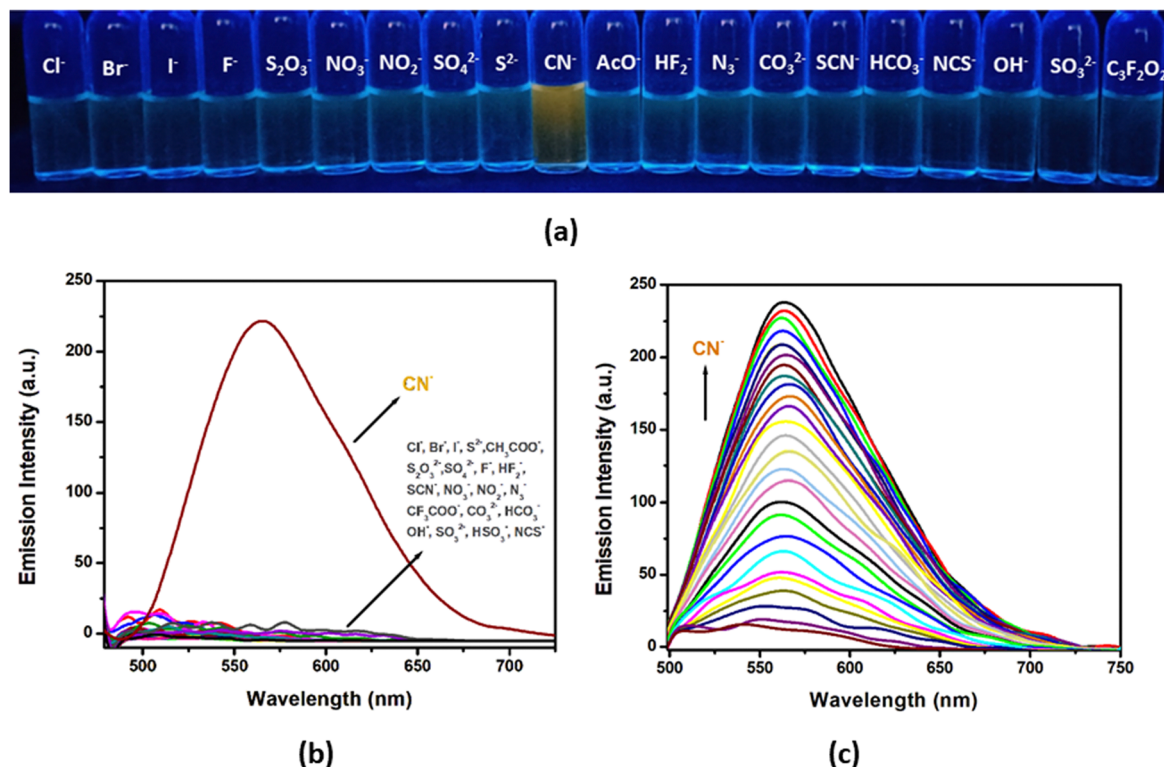 Cl⁻ Br⁻ I⁻ F⁻ S₂O₃⁻ NO₃⁻ NO₂⁻ SO₄²⁻ S²⁻ CN⁻ AcO⁻ HF₂⁻ N₃⁻ CO₃²⁻ SCN⁻ HCO₃⁻ NCS⁻ OH⁻ SO₃²⁻ C₃F₂O₂
(a)
250
200
150
100
50
0
500 550 600 650 700
Emission Intensity (a.u.)
Wavelength (nm)
CN⁻
Cl⁻, Br⁻, I⁻, S²⁻, CH₃COO⁻,
S₂O₃²⁻, SO₄²⁻, F⁻, HF₂⁻,
SCN⁻, NO₃⁻, NO₂⁻, N₃⁻
CF₃COO⁻, CO₃²⁻, HCO₃⁻
OH⁻, SO₃²⁻, HSO₃⁻, NCS⁻
(b)
250
200
150
100
50
0
500 550 600 650 700 750
Emission Intensity (a.u.)
Wavelength (nm)
CN⁻
(c)